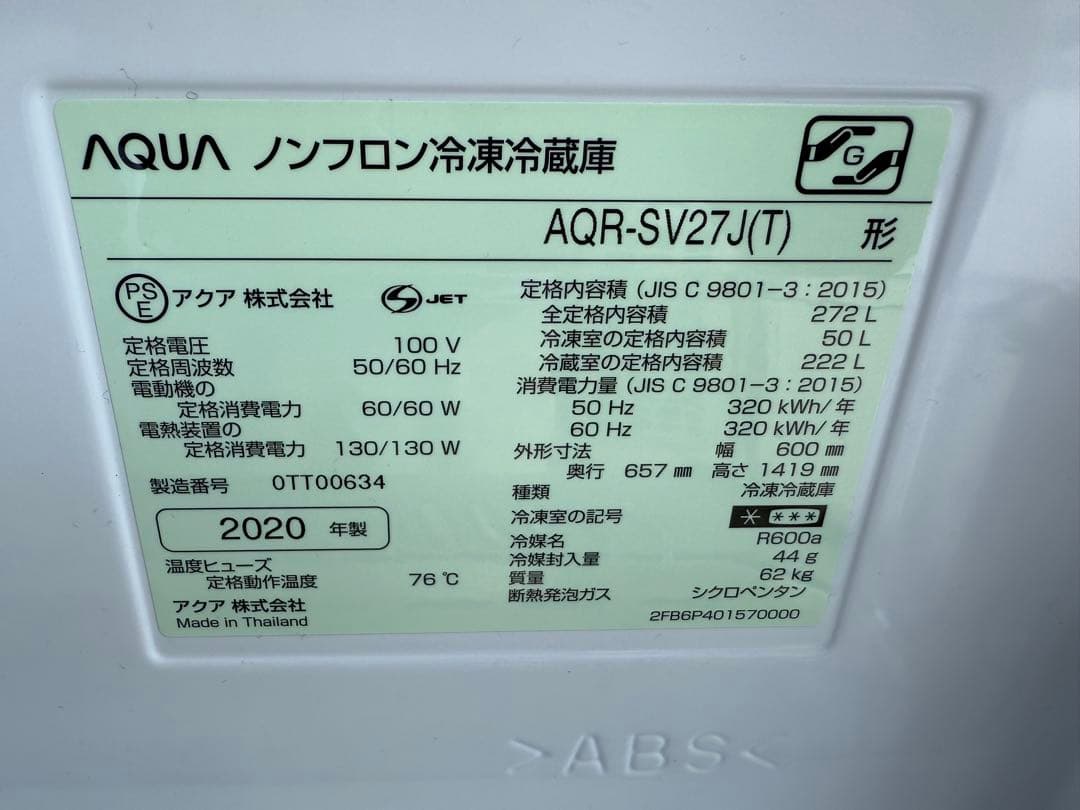 AQUA ノンフロン冷凍冷蔵庫
G
AQR-SV27J(T) 形
PSE アクア 株式会社 JET
定格電圧 100 V
定格周波数 50/60 Hz
電動機の
定格消費電力 60/60 W
電熱装置の
定格消費電力 130/130 W
製造番号 0TT00634
2020 年製
温度ヒューズ
定格動作温度 76 ℃
アクア 株式会社
Made in Thailand
定格内容積 (JIS C 9801-3:2015)
全定格内容積 272 L
冷凍室の定格内容積 50 L
冷蔵室の定格内容積 222 L
消費電力量 (JIS C 9801-3:2015)
50 Hz 320 kWh/年
60 Hz 320 kWh/年
外形寸法 幅 600 ㎜
奥行 657 ㎜ 高さ 1419 ㎜
種類 冷凍冷蔵庫
冷凍室の記号 * ***
冷媒名 R600a
冷媒封入量 44 g
質量 62 kg
断熱発泡ガス シクロペンタン
2FB6P401570000
>ABS<